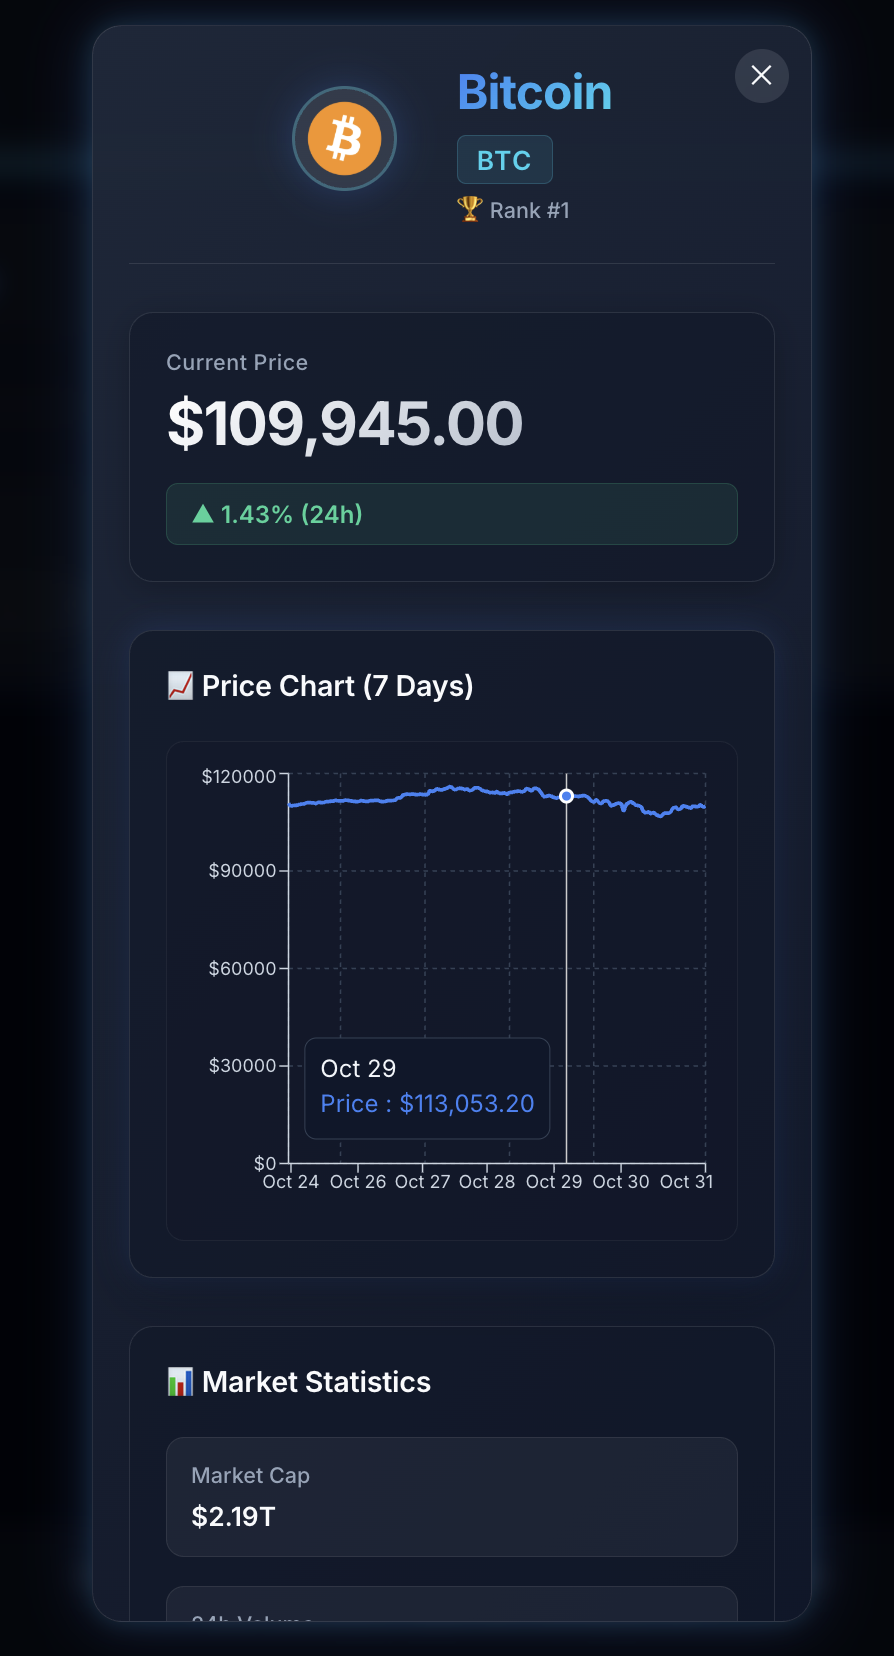 Bitcoin
BTC
🏆 Rank #1
Current Price
$109,945.00
▲ 1.43% (24h)
📈 Price Chart (7 Days)
$120000
$90000
$60000
$30000
$0
Oct 29
Price : $113,053.20
Oct 24 Oct 26 Oct 27 Oct 28 Oct 29 Oct 30 Oct 31
📊 Market Statistics
Market Cap
$2.19T
24h Volume